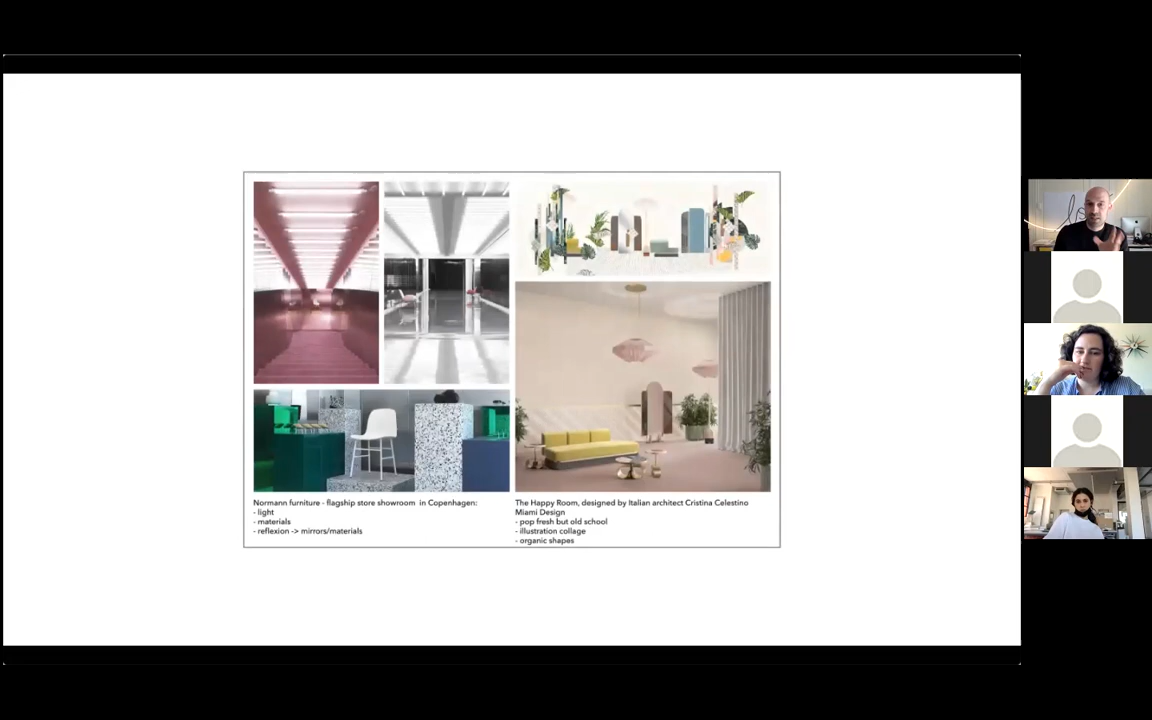 Normann furniture - flagship store showroom in Copenhagen:
- light
- materials
- reflexion -> mirrors/materials
The Happy Room, designed by Italian architect Cristina Celestino
Miami Design
- pop fresh but old school
- illustration collage
- organic shapes